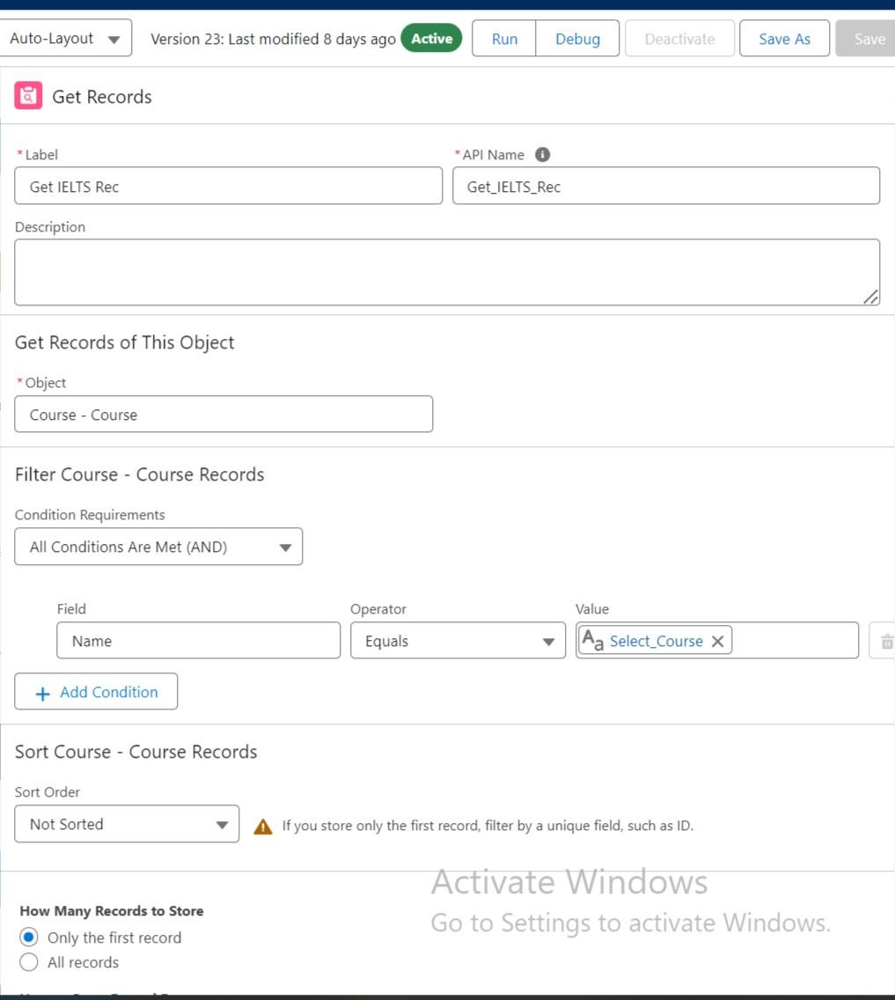 Auto-Layout Version 23: Last modified 8 days ago Active Run Debug Deactivate Save As Save
Get Records
* Label
* API Name
Get IELTS Rec
Get_IELTS_Rec
Description
Get Records of This Object
* Object
Course - Course
Filter Course - Course Records
Condition Requirements
All Conditions Are Met (AND)
Field Operator Value
Name Equals Aa Select_Course
+ Add Condition
Sort Course - Course Records
Sort Order
Not Sorted If you store only the first record, filter by a unique field, such as ID.
Activate Windows
Go to Settings to activate Windows.
How Many Records to Store
Only the first record
All records